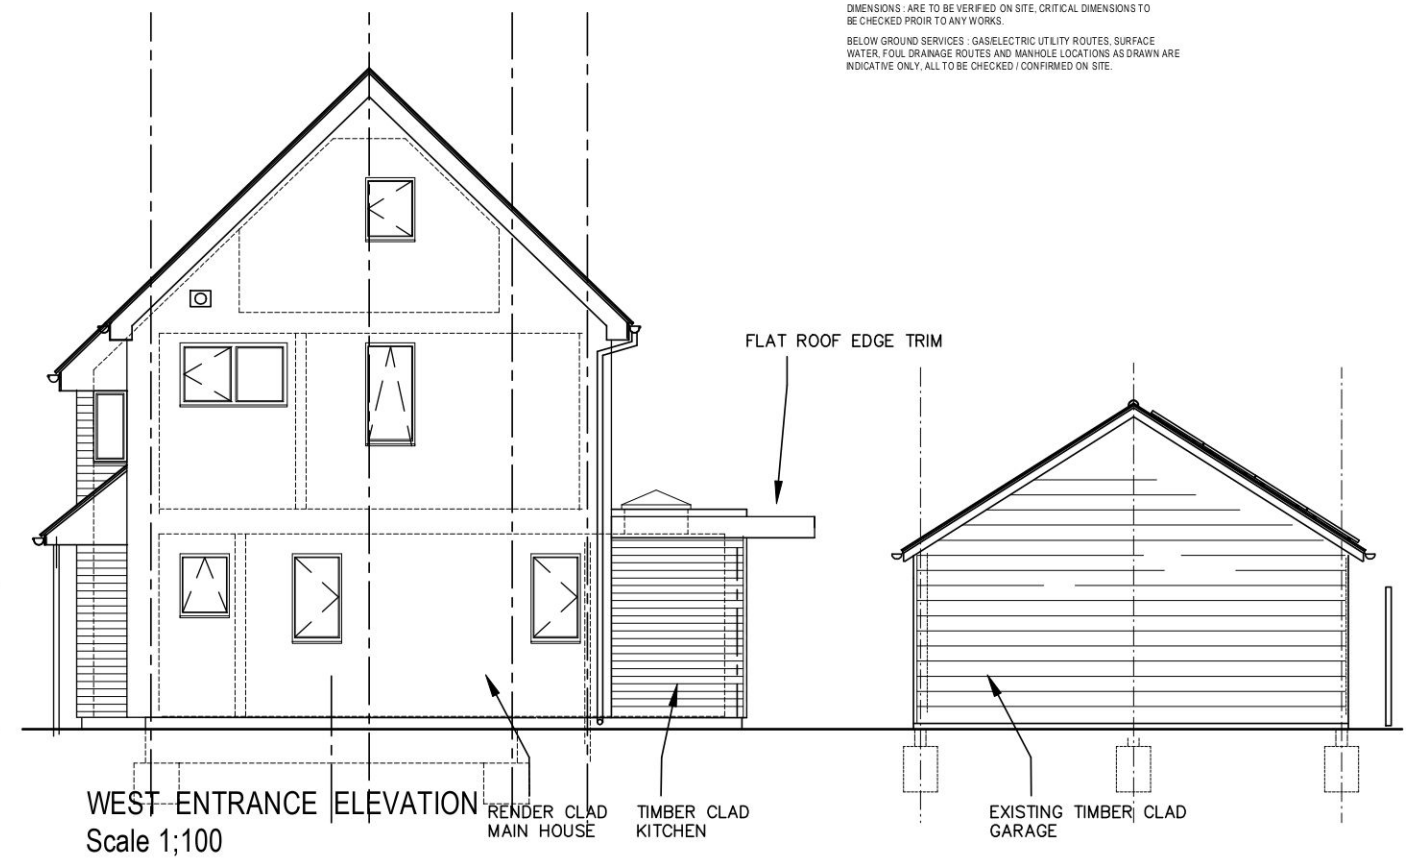 DIMENSIONS : ARE TO BE VERIFIED ON SITE, CRITICAL DIMENSIONS TO
BE CHECKED PROIR TO ANY WORKS.
BELOW GROUND SERVICES : GAS/ELECTRIC UTILITY ROUTES, SURFACE
WATER, FOUL DRAINAGE ROUTES AND MANHOLE LOCATIONS AS DRAWN ARE
INDICATIVE ONLY, ALL TO BE CHECKED / CONFIRMED ON SITE.
FLAT ROOF EDGE TRIM
WEST ENTRANCE ELEVATION
Scale 1;100
RENDER CLAD
MAIN HOUSE
TIMBER CLAD
KITCHEN
EXISTING TIMBER CLAD
GARAGE